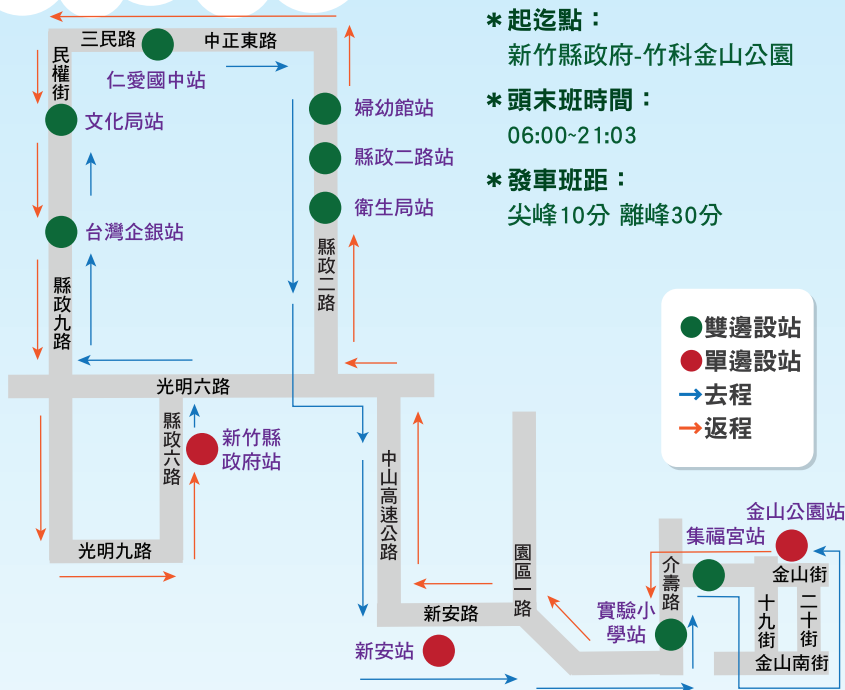 ＊起迄點：
新竹縣政府-竹科金山公園
＊頭末班時間：
06:00~21:03
＊發車班距：
尖峰10分 離峰30分
三民路
中正東路
仁愛國中站
民權街
文化局站
婦幼館站
縣政二路站
衛生局站
台灣企銀站
縣政二路
縣政九路
雙邊設站
單邊設站
去程
返程
光明六路
縣政六路
新竹縣
政府站
中山高速公路
光明九路
金山公園站
集福宮站
園區一路
介壽路
金山街
新安路
實驗小
學站
十九街
二十街
新安站
金山南街